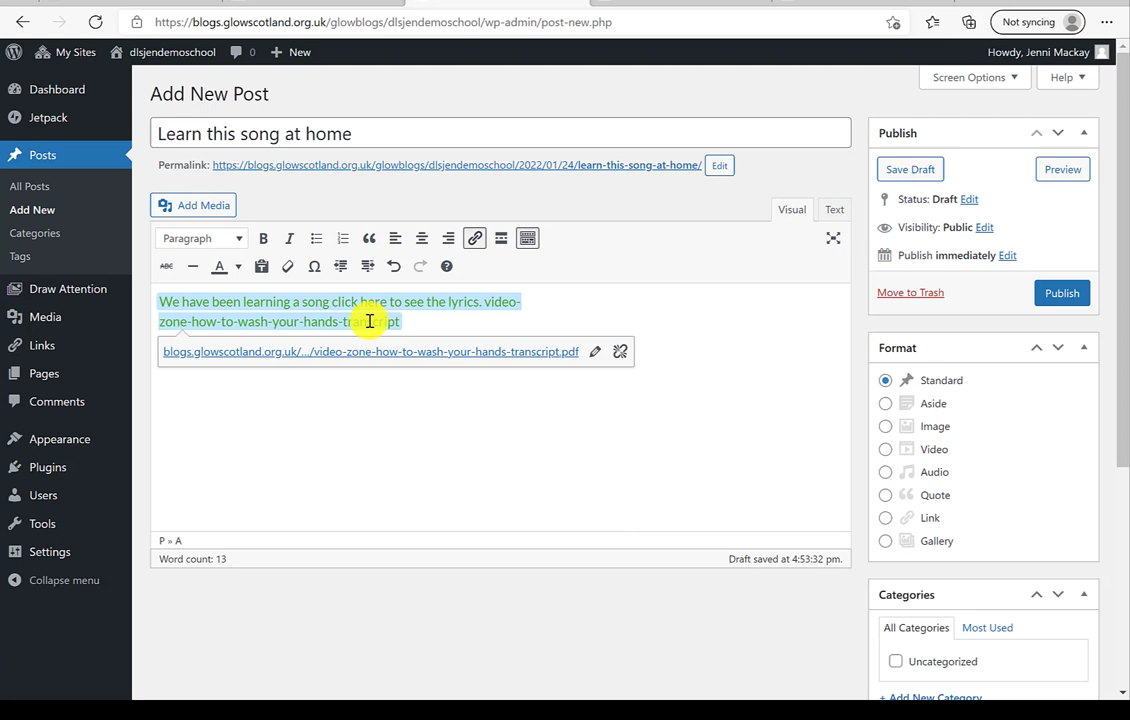 https://blogs.glowscotland.org.uk/glowblogs/dlsjendemoschool/wp-admin/post-new.php
Not syncing
My Sites
dlsjendemoschool
0
New
Howdy, Jenni Mackay
Dashboard
Jetpack
Posts
All Posts
Add New
Categories
Tags
Draw Attention
Media
Links
Pages
Comments
Appearance
Plugins
Users
Tools
Settings
Collapse menu
Screen Options
Help
Add New Post
Learn this song at home
Permalink: https://blogs.glowscotland.org.uk/glowblogs/dlsjendemoschool/2022/01/24/learn-this-song-at-home/ Edit
Add Media
Visual
Text
Paragraph
B I
ABC A
We have been learning a song click here to see the lyrics. video-
zone-how-to-wash-your-hands-transcript
blogs.glowscotland.org.uk/.../video-zone-how-to-wash-your-hands-transcript.pdf
P » A
Word count: 13
Draft saved at 4:53:32 pm.
Publish
Save Draft
Preview
Status: Draft Edit
Visibility: Public Edit
Publish immediately Edit
Move to Trash
Publish
Format
Standard
Aside
Image
Video
Audio
Quote
Link
Gallery
Categories
All Categories
Most Used
Uncategorized
+ Add New Category